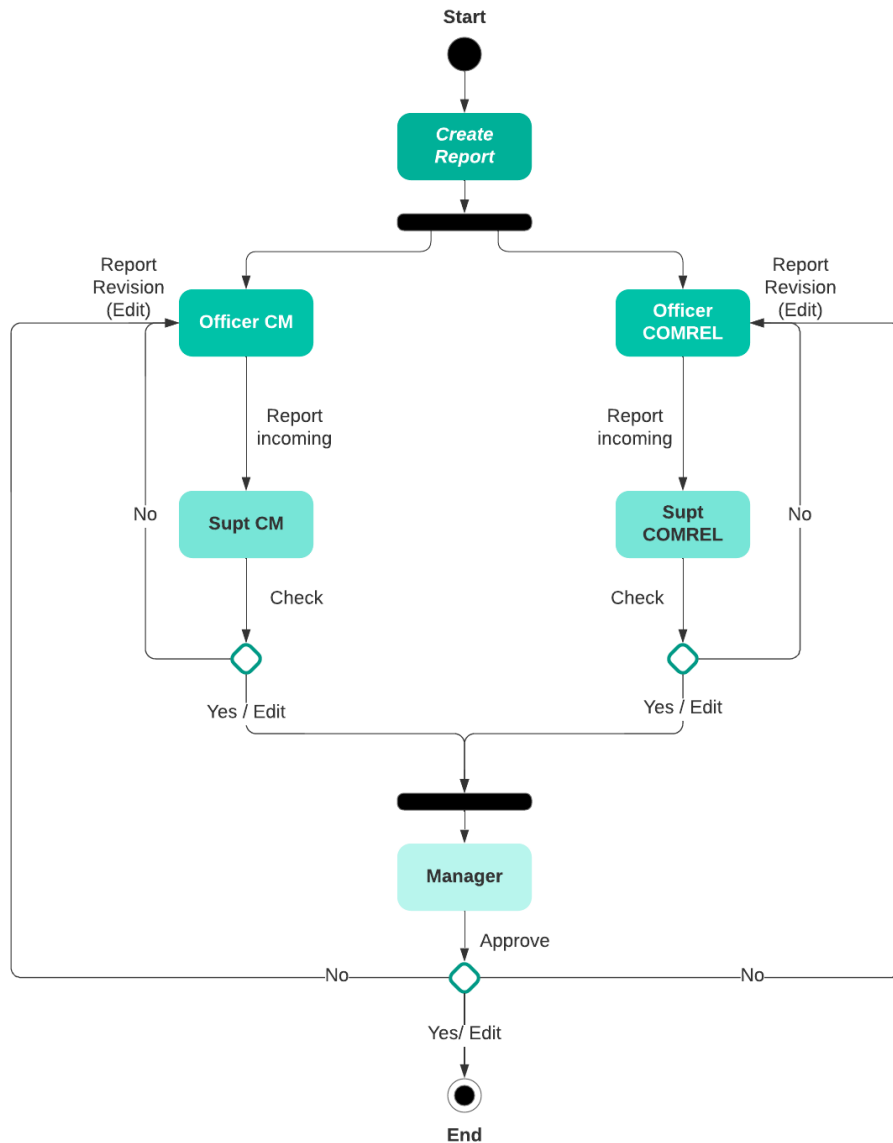 Start
Create
Report
Report
Revision
(Edit)
Officer CM
Officer
COMREL
Report
Revision
(Edit)
Report
incoming
Report
incoming
No
Supt CM
Supt
COMREL
No
Check
Check
Yes / Edit
Yes / Edit
Manager
Approve
No
No
Yes/ Edit
End